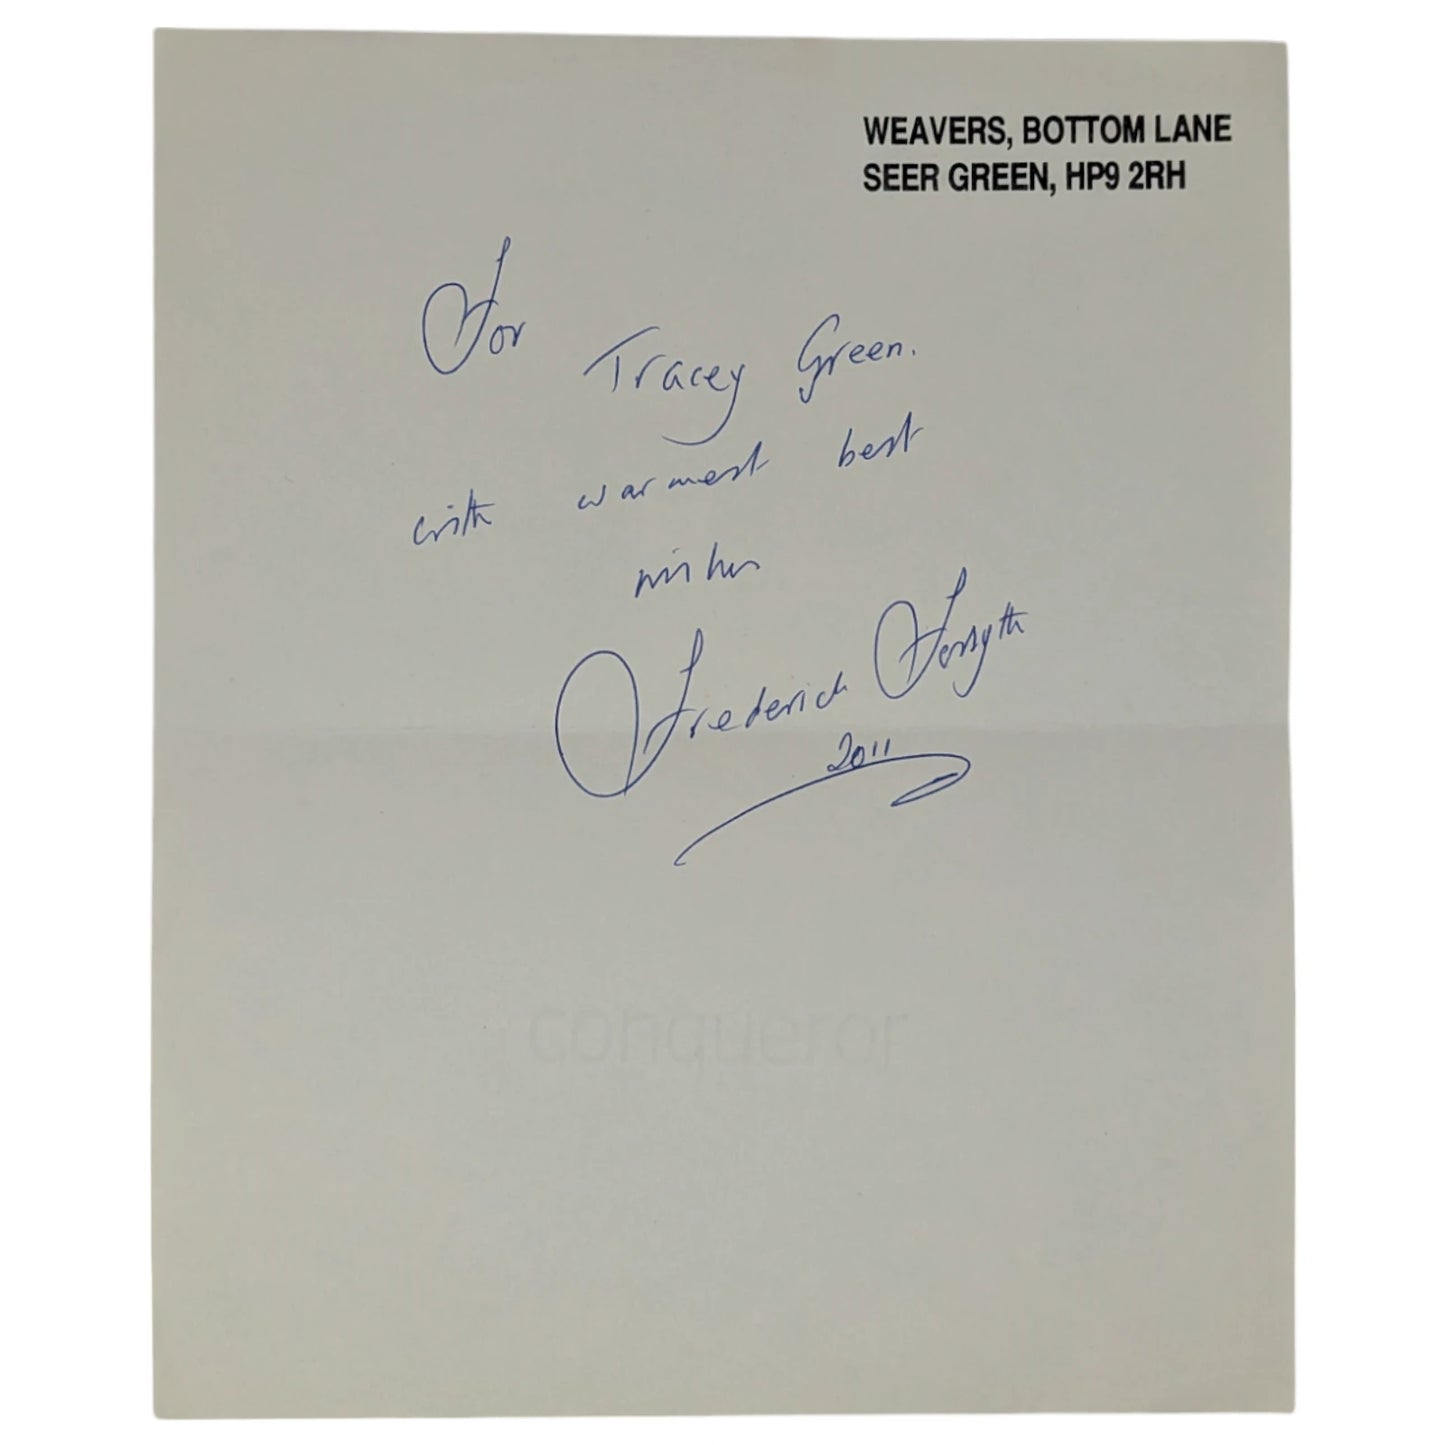 WEAVERS, BOTTOM LANE
SEER GREEN, HP9 2RH
For
Tracey Green.
with warmest best
wishes
Frederick Forsyth
2011
conqueror